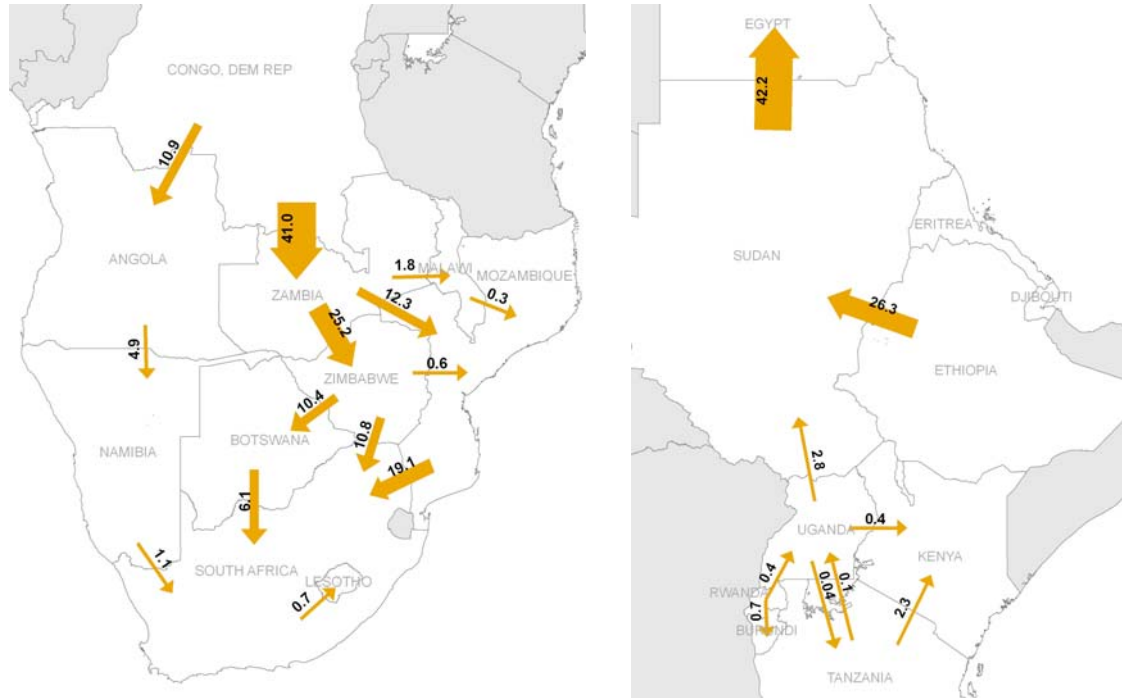 CONGO, DEM REP
10.9
41.0
ANGOLA
1.8
MALAWI
MOZAMBIQUE
ZAMBIA
12.3
0.3
25.2
4.9
0.6
ZIMBABWE
10.4
BOTSWANA
10.8
NAMIBIA
19.1
6.1
1.1
SOUTH AFRICA
LESOTHO
0.7
EGYPT
42.2
ERITREA
SUDAN
DJIBOUTI
26.3
ETHIOPIA
2.8
UGANDA
0.4
KENYA
0.4
0.04
0.1
RWANDA
2.3
0.7
BURUNDI
TANZANIA